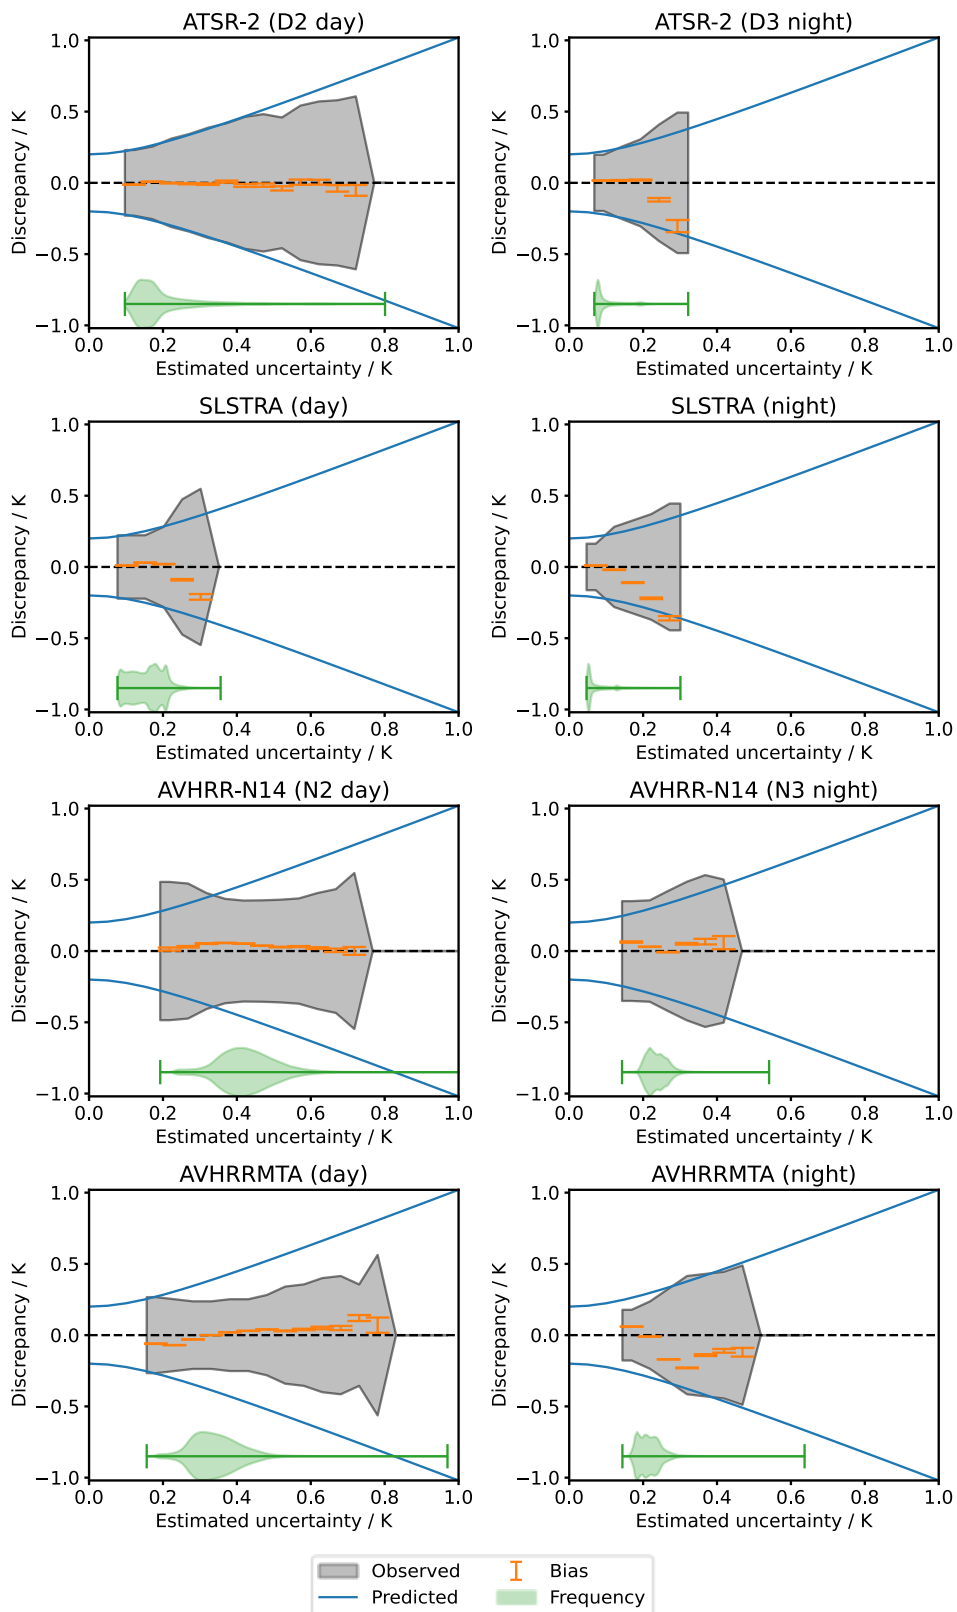 ATSR-2 (D2 day)
1.0
0.5
0.0
−0.5
−1.0
Discrepancy / K
0.0 0.2 0.4 0.6 0.8 1.0
Estimated uncertainty / K
ATSR-2 (D3 night)
1.0
0.5
0.0
−0.5
−1.0
Discrepancy / K
0.0 0.2 0.4 0.6 0.8 1.0
Estimated uncertainty / K
SLSTRA (day)
1.0
0.5
0.0
−0.5
−1.0
Discrepancy / K
0.0 0.2 0.4 0.6 0.8 1.0
Estimated uncertainty / K
SLSTRA (night)
1.0
0.5
0.0
−0.5
−1.0
Discrepancy / K
0.0 0.2 0.4 0.6 0.8 1.0
Estimated uncertainty / K
AVHRR-N14 (N2 day)
1.0
0.5
0.0
−0.5
−1.0
Discrepancy / K
0.0 0.2 0.4 0.6 0.8 1.0
Estimated uncertainty / K
AVHRR-N14 (N3 night)
1.0
0.5
0.0
−0.5
−1.0
Discrepancy / K
0.0 0.2 0.4 0.6 0.8 1.0
Estimated uncertainty / K
AVHRRMTA (day)
1.0
0.5
0.0
−0.5
−1.0
Discrepancy / K
0.0 0.2 0.4 0.6 0.8 1.0
Estimated uncertainty / K
AVHRRMTA (night)
1.0
0.5
0.0
−0.5
−1.0
Discrepancy / K
0.0 0.2 0.4 0.6 0.8 1.0
Estimated uncertainty / K
Observed Bias
Predicted Frequency